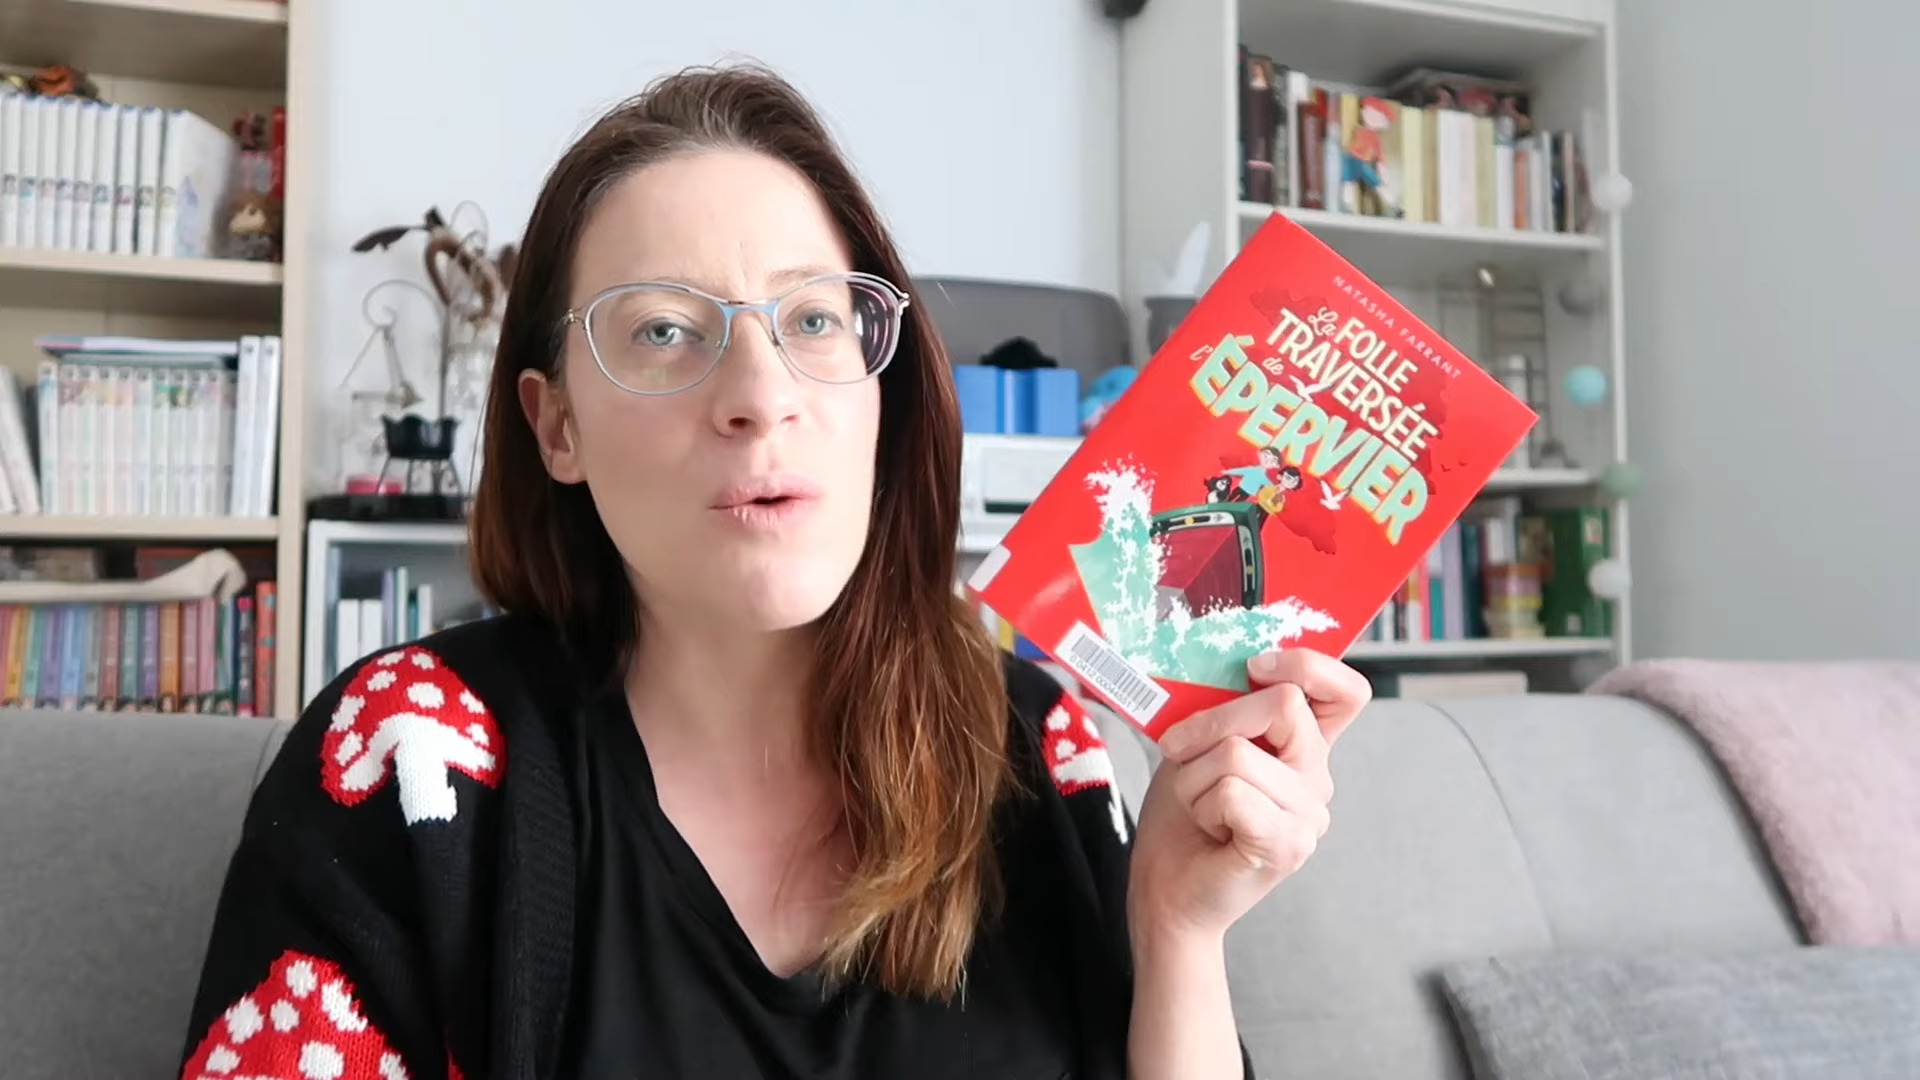 NATASHA FARRANT
La FOLLE
TRAVERSÉE
de
l'ÉPERVIER